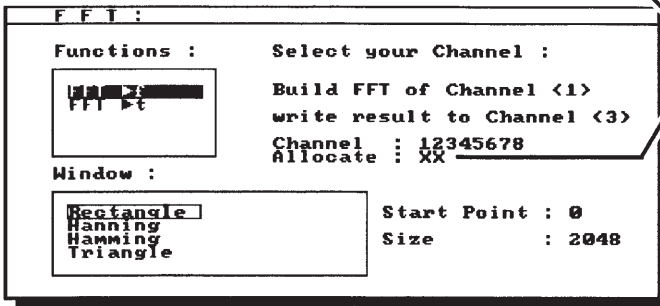 F F T :
Functions :
Select your Channel :
FFT ►f
FFT ►t
Build FFT of Channel <1>
write result to Channel <3>
Channel : 12345678
Allocate : XX
Window :
Rectangle
Hanning
Hamming
Triangle
Start Point : 0
Size : 2048